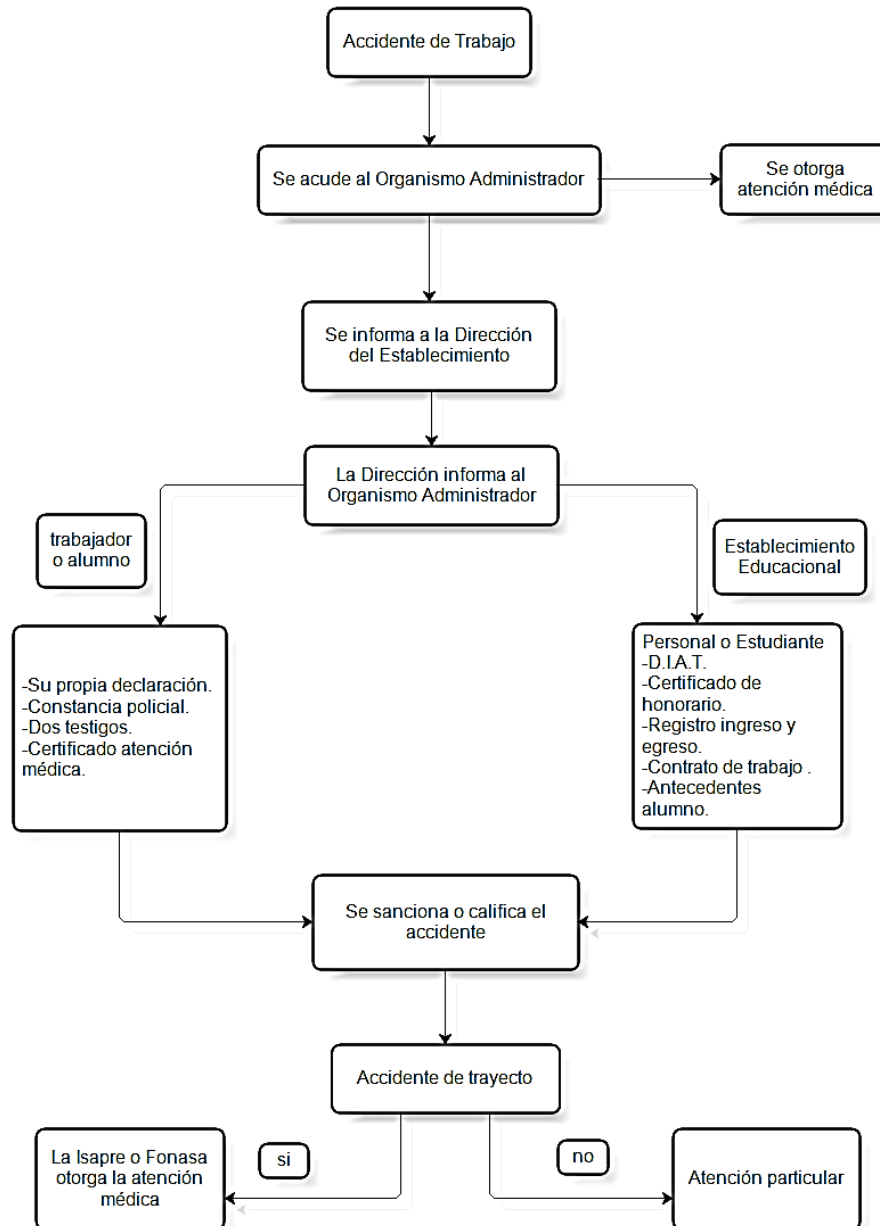 Accidente de Trabajo
Se acude al Organismo Administrador
Se otorga
atención médica
Se informa a la Dirección
del Establecimiento
La Dirección informa al
Organismo Administrador
trabajador
o alumno
Establecimiento
Educacional
-Su propia declaración.
-Constancia policial.
-Dos testigos.
-Certificado atención
médica.
Personal o Estudiante
-D.I.A.T.
-Certificado de
honorario.
-Registro ingreso y
egreso.
-Contrato de trabajo .
-Antecedentes
alumno.
Se sanciona o califica el
accidente
Accidente de trayecto
La Isapre o Fonasa
otorga la atención
médica
si
no
Atención particular